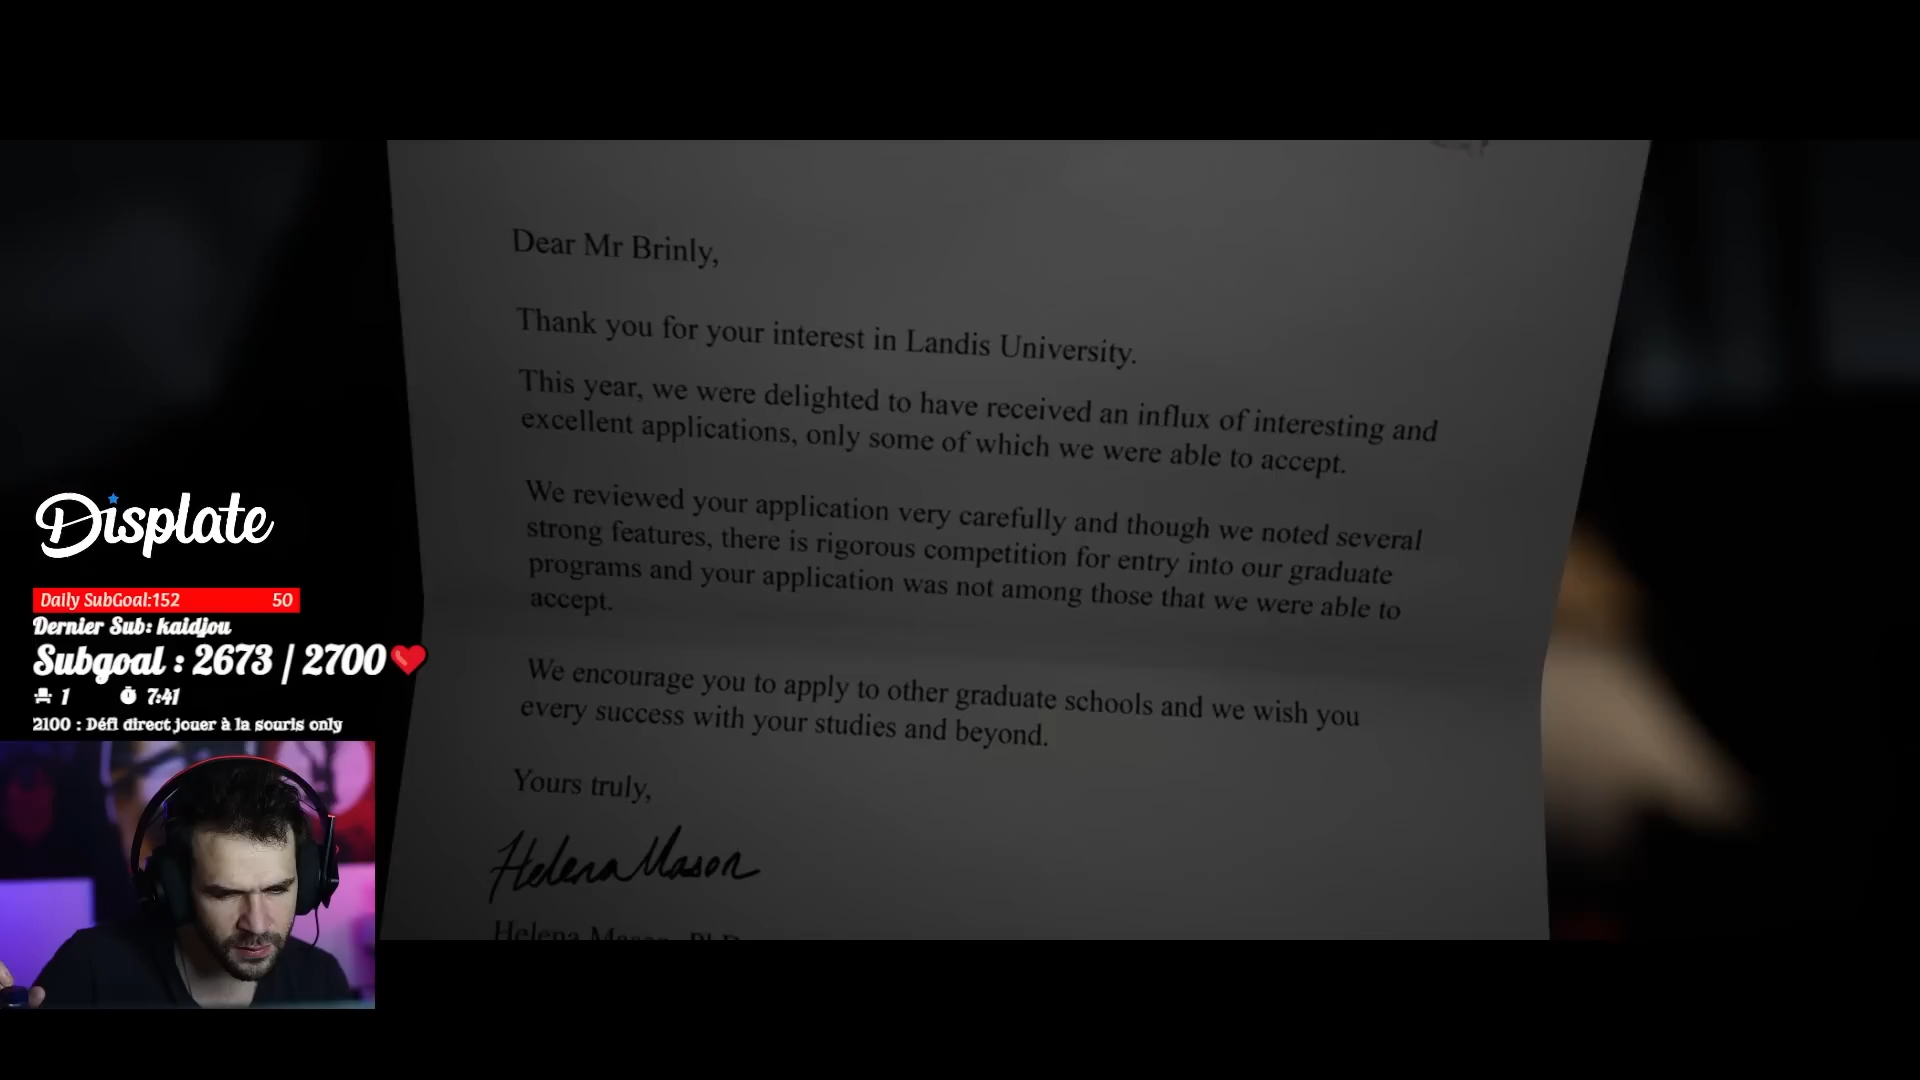 Dear Mr Brinly,
Thank you for your interest in Landis University.
This year, we were delighted to have received an influx of interesting and
excellent applications, only some of which we were able to accept.
We reviewed your application very carefully and though we noted several
strong features, there is rigorous competition for entry into our graduate
programs and your application was not among those that we were able to
accept.
We encourage you to apply to other graduate schools and we wish you
every success with your studies and beyond.
Yours truly,
Helena Mason
Helena Mason, PhD
Displate
Daily SubGoal:152 50
Dernier Sub: kaidjou
Subgoal : 2673 / 2700
1 7:41
2100 : Défi direct jouer à la souris only